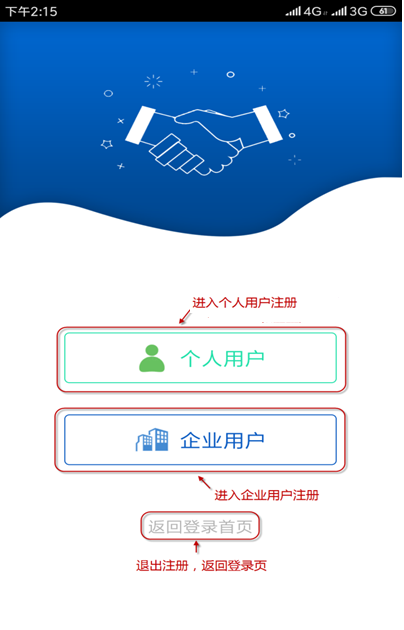 下午2:15 4G 3G 61
进入个人用户注册
个人用户
企业用户
进入企业用户注册
返回登录首页
退出注册，返回登录页